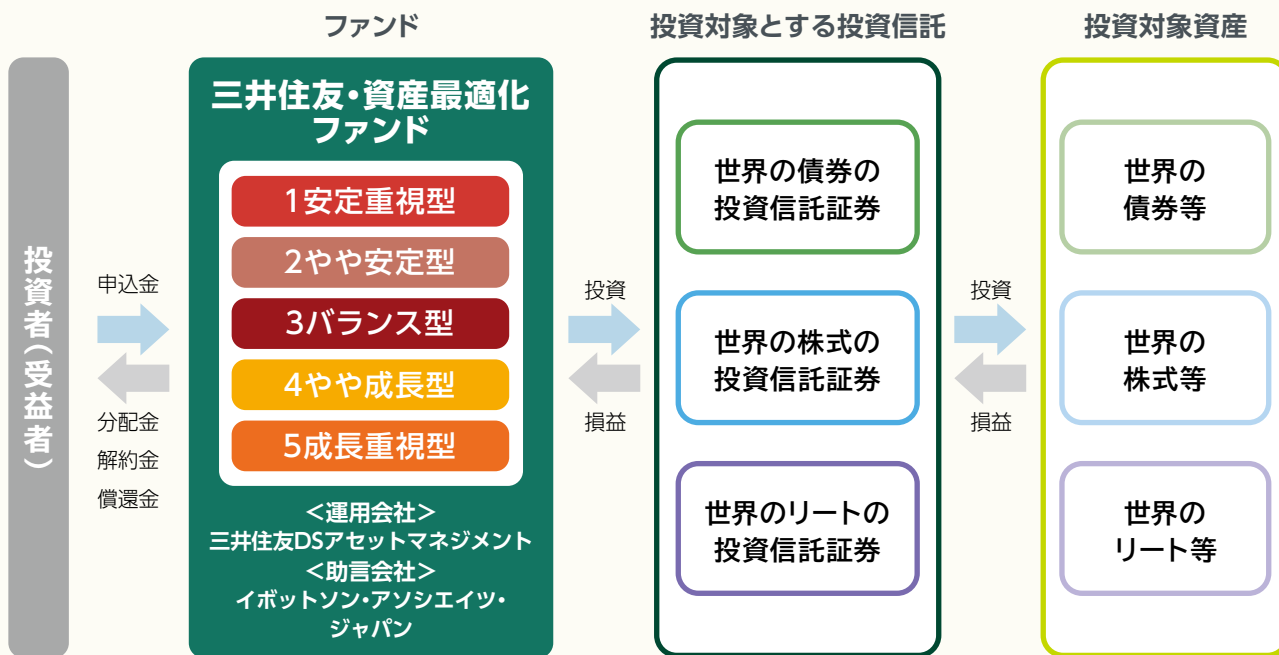 ファンド
投資対象とする投資信託
投資対象資産
投資者(受益者)
申込金
分配金
解約金
償還金
三井住友・資産最適化
ファンド
1安定重視型
2やや安定型
3バランス型
4やや成長型
5成長重視型
＜運用会社＞
三井住友DSアセットマネジメント
＜助言会社＞
イボットソン・アソシエイツ・
ジャパン
投資
損益
世界の債券の
投資信託証券
世界の株式の
投資信託証券
世界のリートの
投資信託証券
投資
損益
世界の
債券等
世界の
株式等
世界の
リート等